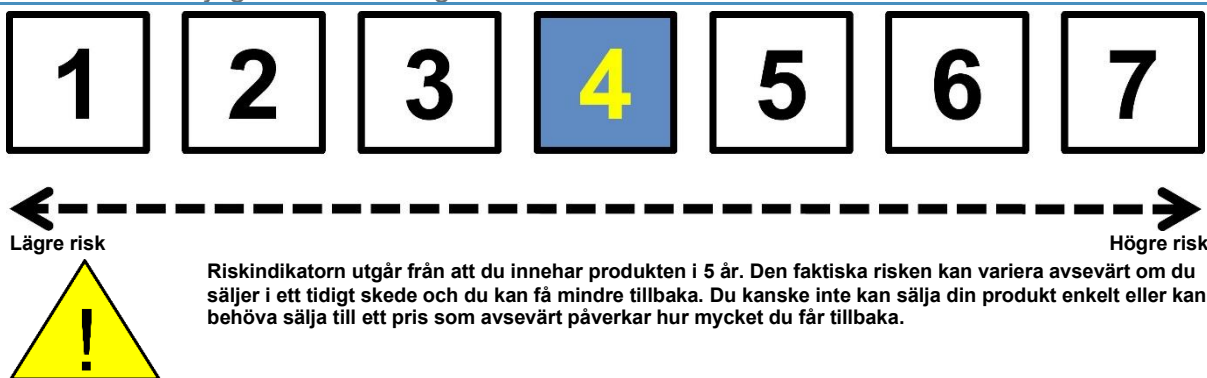 1 2 3 4 5 6 7
Lägre risk Högre risk
Riskindikatorn utgår från att du innehar produkten i 5 år. Den faktiska risken kan variera avsevärt om du
säljer i ett tidigt skede och du kan få mindre tillbaka. Du kanske inte kan sälja din produkt enkelt eller kan
behöva sälja till ett pris som avsevärt påverkar hur mycket du får tillbaka.
!